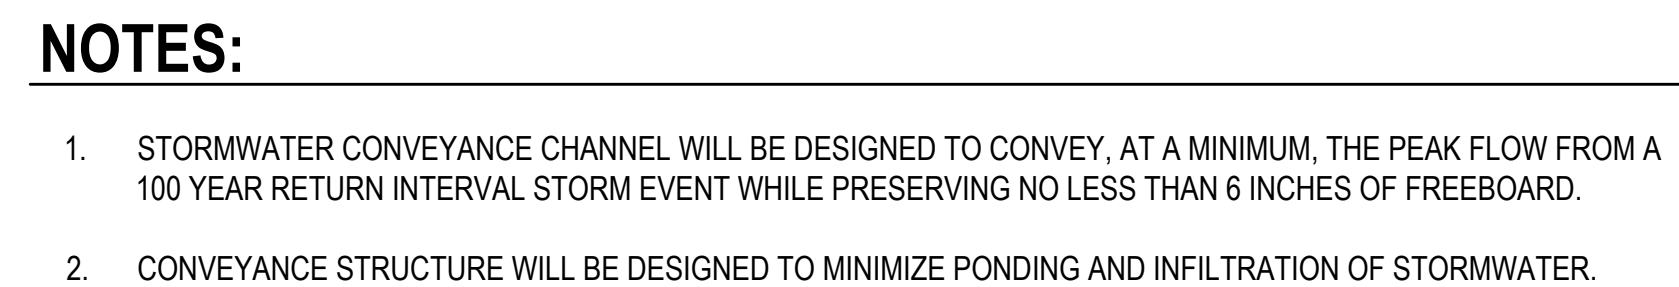 NOTES:
1. STORMWATER CONVEYANCE CHANNEL WILL BE DESIGNED TO CONVEY, AT A MINIMUM, THE PEAK FLOW FROM A
100 YEAR RETURN INTERVAL STORM EVENT WHILE PRESERVING NO LESS THAN 6 INCHES OF FREEBOARD.
2. CONVEYANCE STRUCTURE WILL BE DESIGNED TO MINIMIZE PONDING AND INFILTRATION OF STORMWATER.